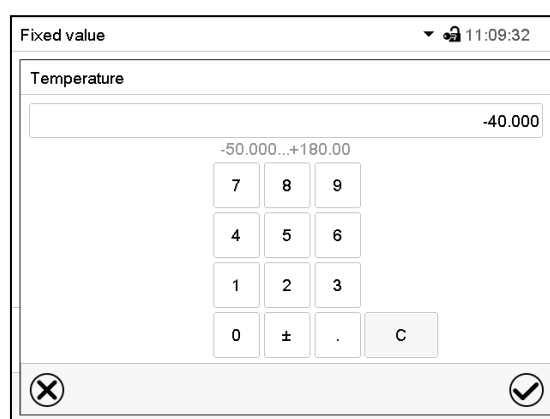 Fixed value 11:09:32
Temperature
-40.000
-50.000...+180.00
7 8 9
4 5 6
1 2 3
0 ± . C